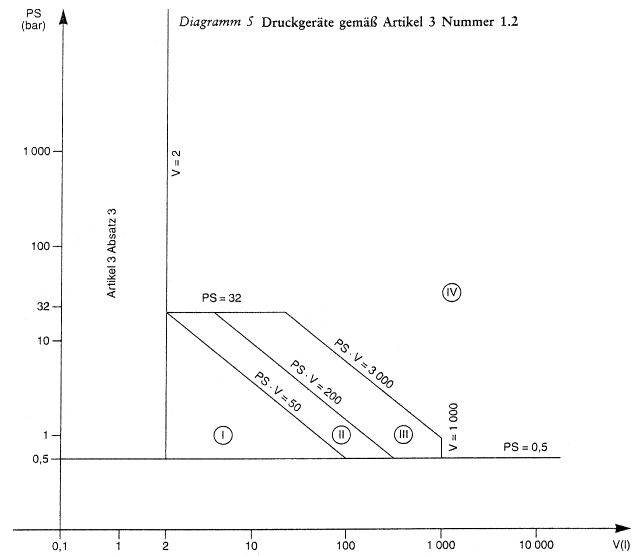 PS
(bar)
Diagramm 5 Druckgeräte gemäß Artikel 3 Nummer 1.2
1 000
V = 2
Artikel 3 Absatz 3
100
IV
PS = 32
32
10
PS · V = 3 000
PS · V = 200
PS · V = 50
V = 1 000
1
I
II
III
PS = 0,5
0,5
0,1
1
2
10
100
1 000
10 000
V(l)